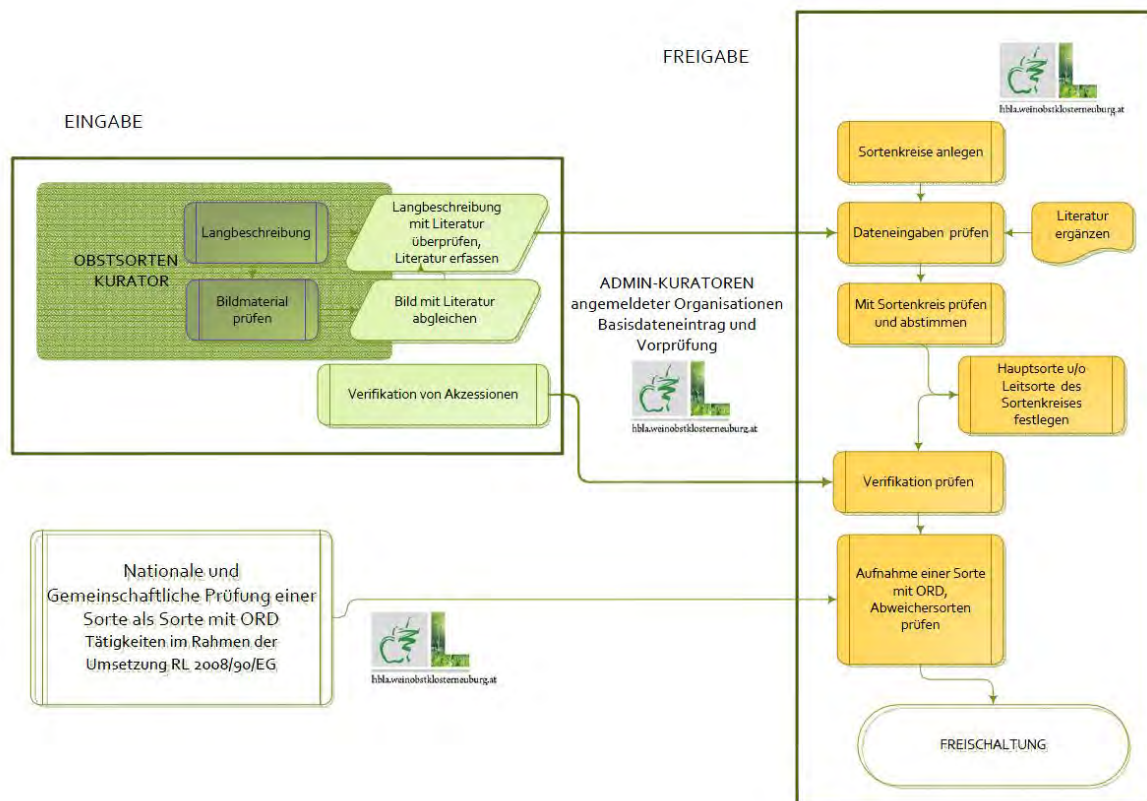 FREIGABE
hbla.weinobstklosterneuburg.at
EINGABE
Sortenkreise anlegen
Langbeschreibung
Langbeschreibung
mit Literatur
überprüfen,
Literatur erfassen
Dateneingaben prüfen
Literatur
ergänzen
OBSTSORTEN
KURATOR
Bildmaterial
prüfen
Bild mit Literatur
abgleichen
ADMIN-KURATOREN
angemeldeter Organisationen
Basisdateneintrag und
Vorprüfung
hbla.weinobstklosterneuburg.at
Mit Sortenkreis prüfen
und abstimmen
Verifikation von Akzessionen
Hauptsorte u/o
Leitsorte des
Sortenkreises
festlegen
Verifikation prüfen
Nationale und
Gemeinschaftliche Prüfung einer
Sorte als Sorte mit ORD
Tätigkeiten im Rahmen der
Umsetzung RL 2008/90/EG
hbla.weinobstklosterneuburg.at
Aufnahme einer Sorte
mit ORD,
Abweichersorten
prüfen
FREISCHALTUNG